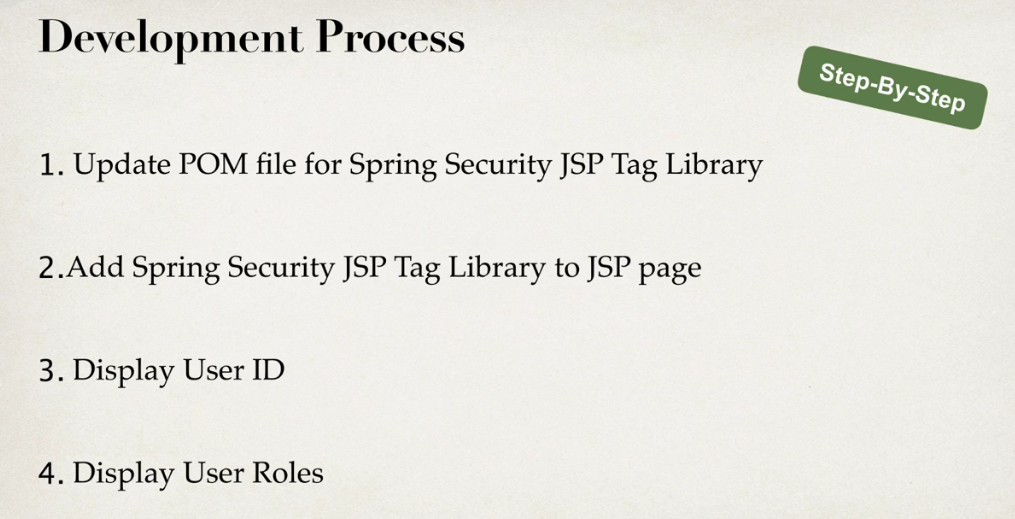 Development Process
Step-By-Step
1. Update POM file for Spring Security JSP Tag Library
2.Add Spring Security JSP Tag Library to JSP page
3. Display User ID
4. Display User Roles